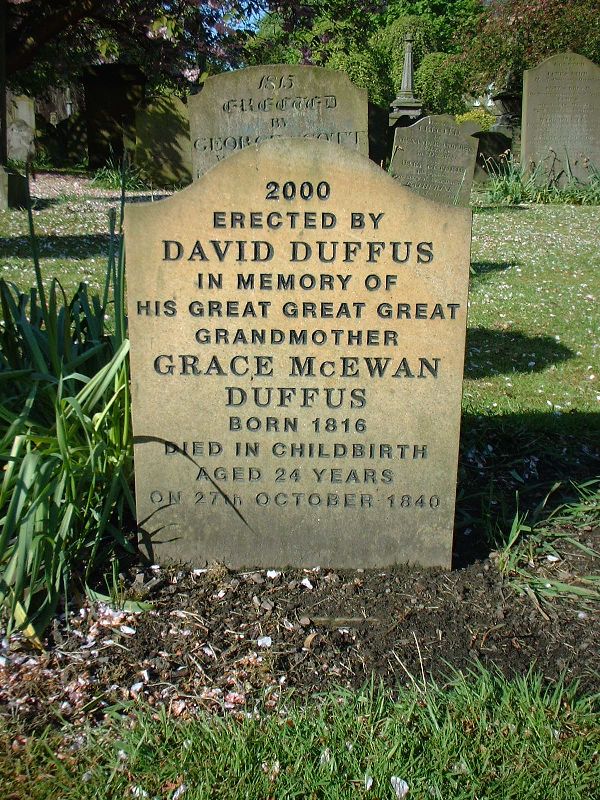 2000
ERECTED BY
DAVID DUFFUS
IN MEMORY OF
HIS GREAT GREAT GREAT
GRANDMOTHER
GRACE McEWAN
DUFFUS
BORN 1816
DIED IN CHILDBIRTH
AGED 24 YEARS
ON 27TH OCTOBER 1840
1815
ERECTED
BY
GEORGE